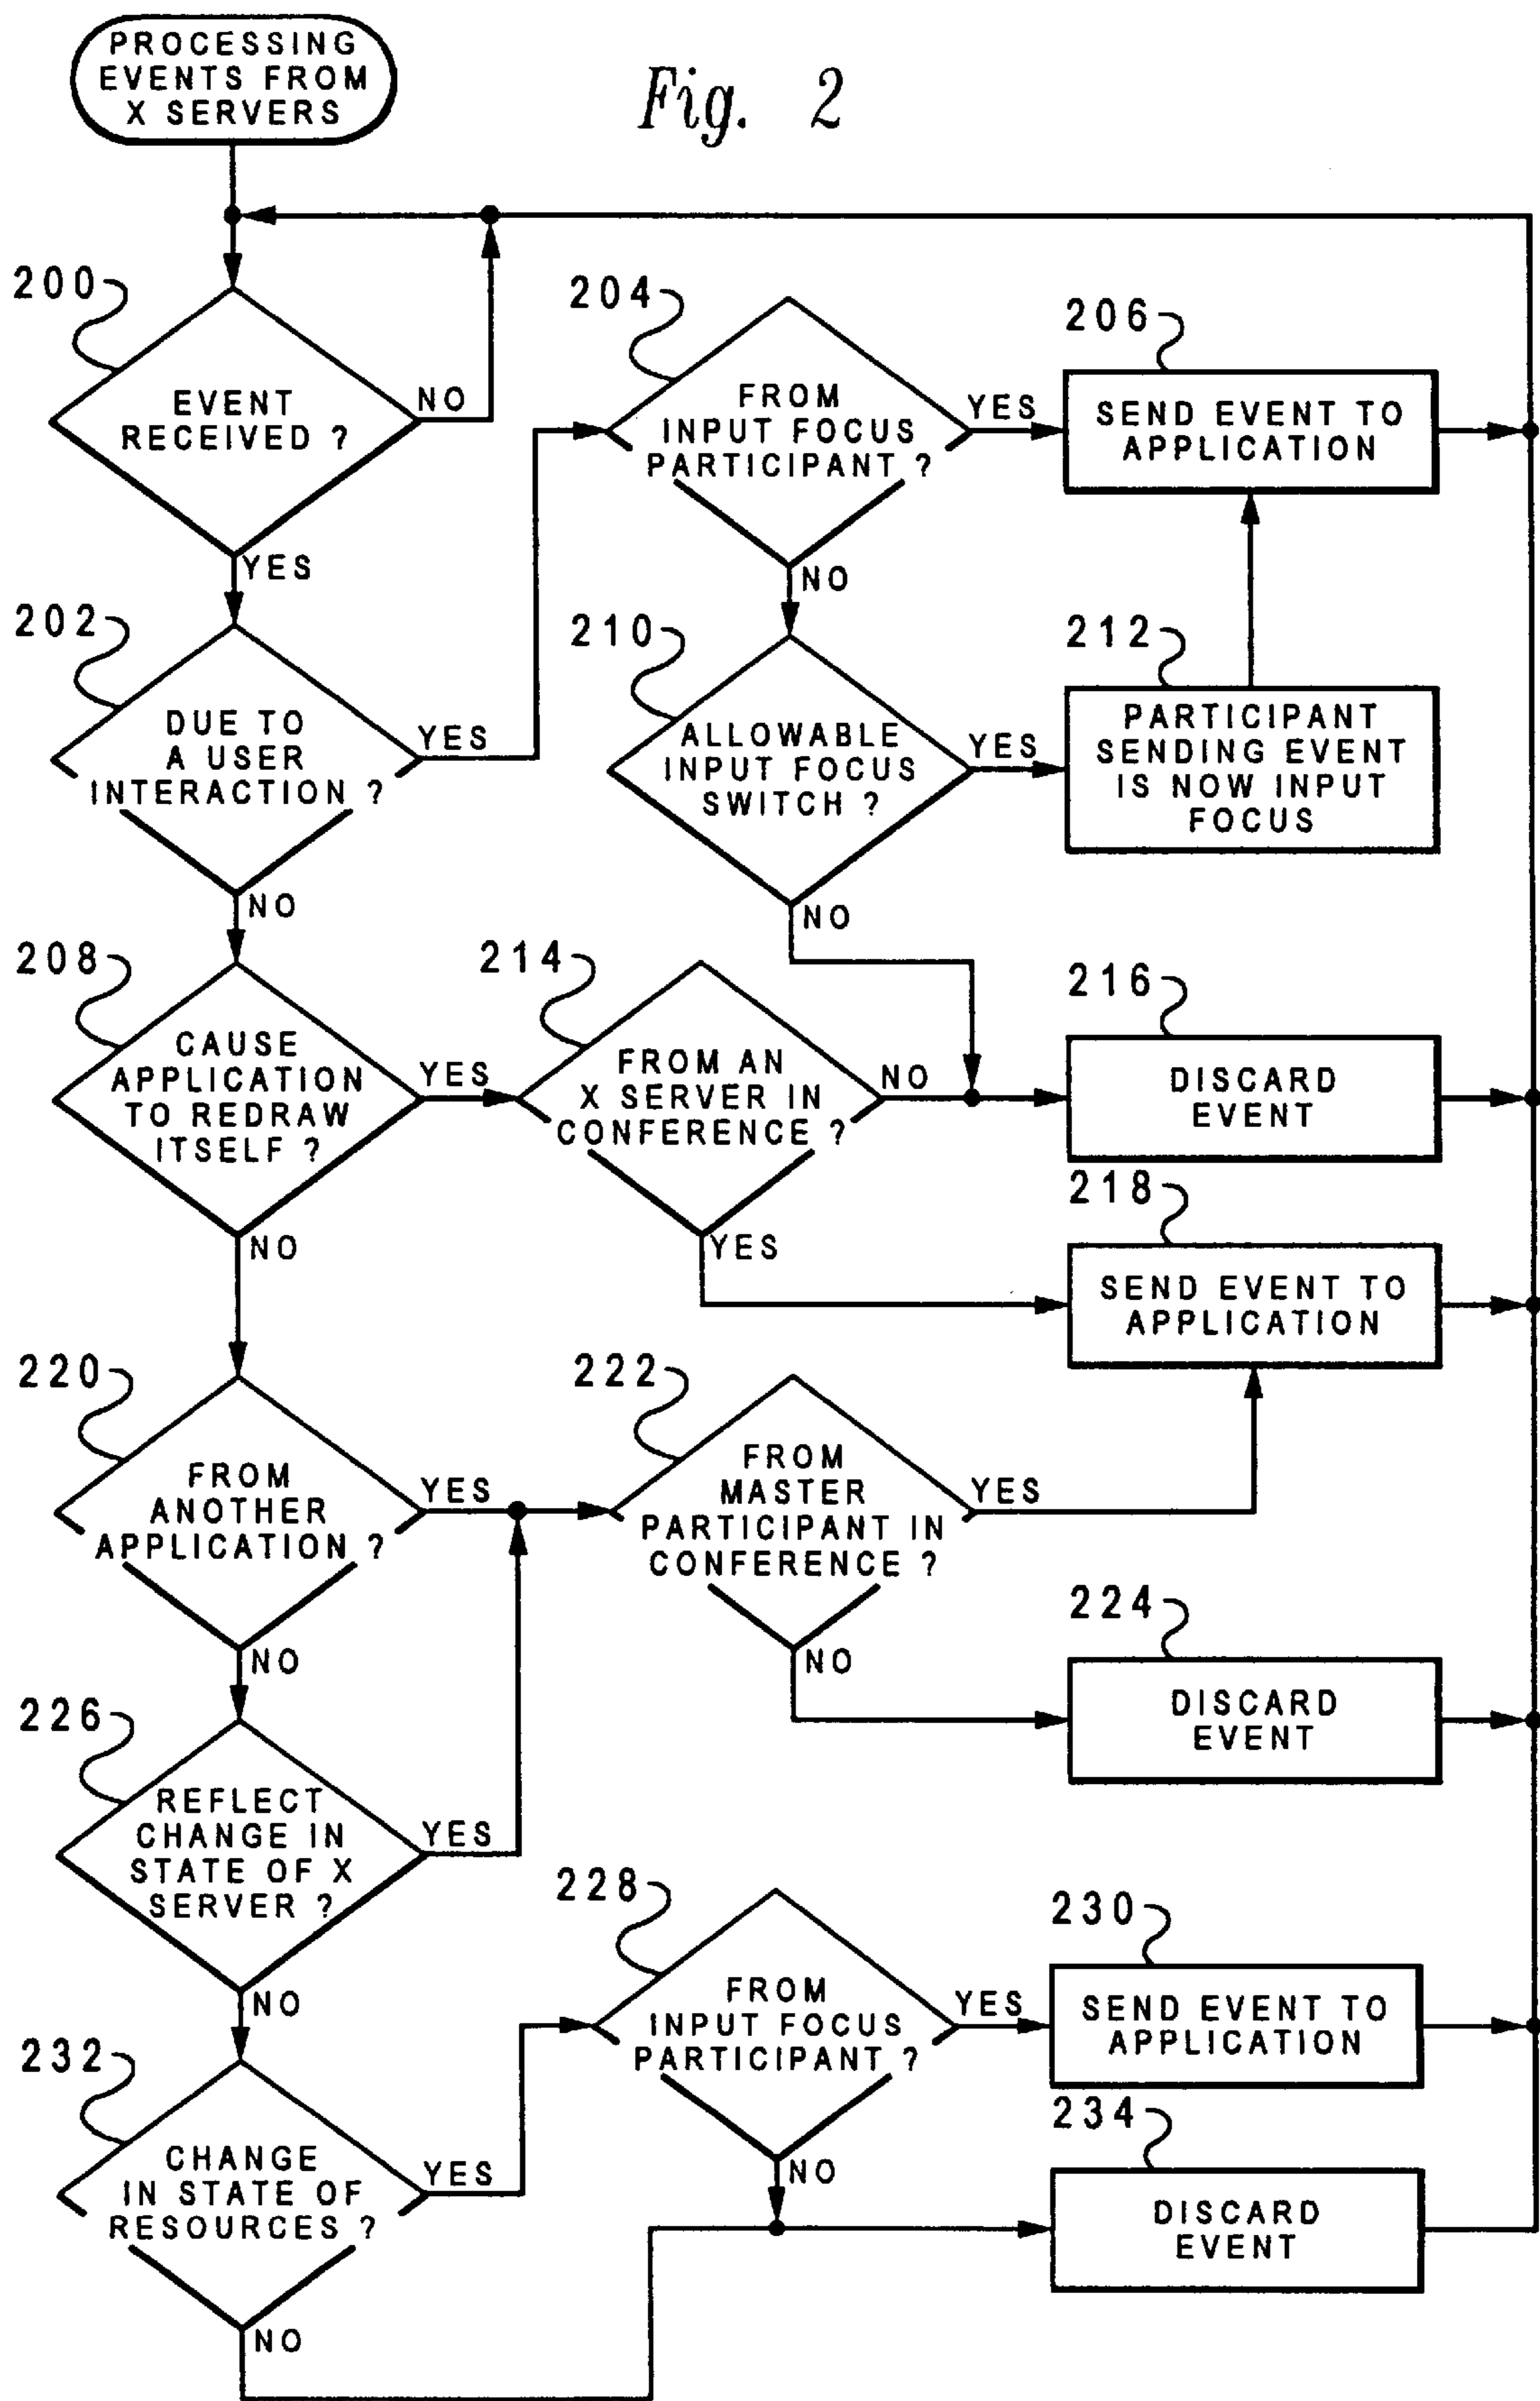 PROCESSING
EVENTS FROM
X SERVERS
Fig. 2
200
EVENT
RECEIVED ?
NO
YES
204
FROM
INPUT FOCUS
PARTICIPANT ?
YES
NO
206
SEND EVENT TO
APPLICATION
202
DUE TO
A USER
INTERACTION ?
YES
NO
210
ALLOWABLE
INPUT FOCUS
SWITCH ?
YES
NO
212
PARTICIPANT
SENDING EVENT
IS NOW INPUT
FOCUS
208
CAUSE
APPLICATION
TO REDRAW
ITSELF ?
YES
NO
214
FROM AN
X SERVER IN
CONFERENCE ?
NO
YES
216
DISCARD
EVENT
218
SEND EVENT TO
APPLICATION
220
FROM
ANOTHER
APPLICATION ?
YES
NO
222
FROM
MASTER
PARTICIPANT IN
CONFERENCE ?
YES
NO
224
DISCARD
EVENT
226
REFLECT
CHANGE IN
STATE OF X
SERVER ?
YES
NO
228
FROM
INPUT FOCUS
PARTICIPANT ?
YES
NO
230
SEND EVENT TO
APPLICATION
232
CHANGE
IN STATE OF
RESOURCES ?
YES
NO
234
DISCARD
EVENT